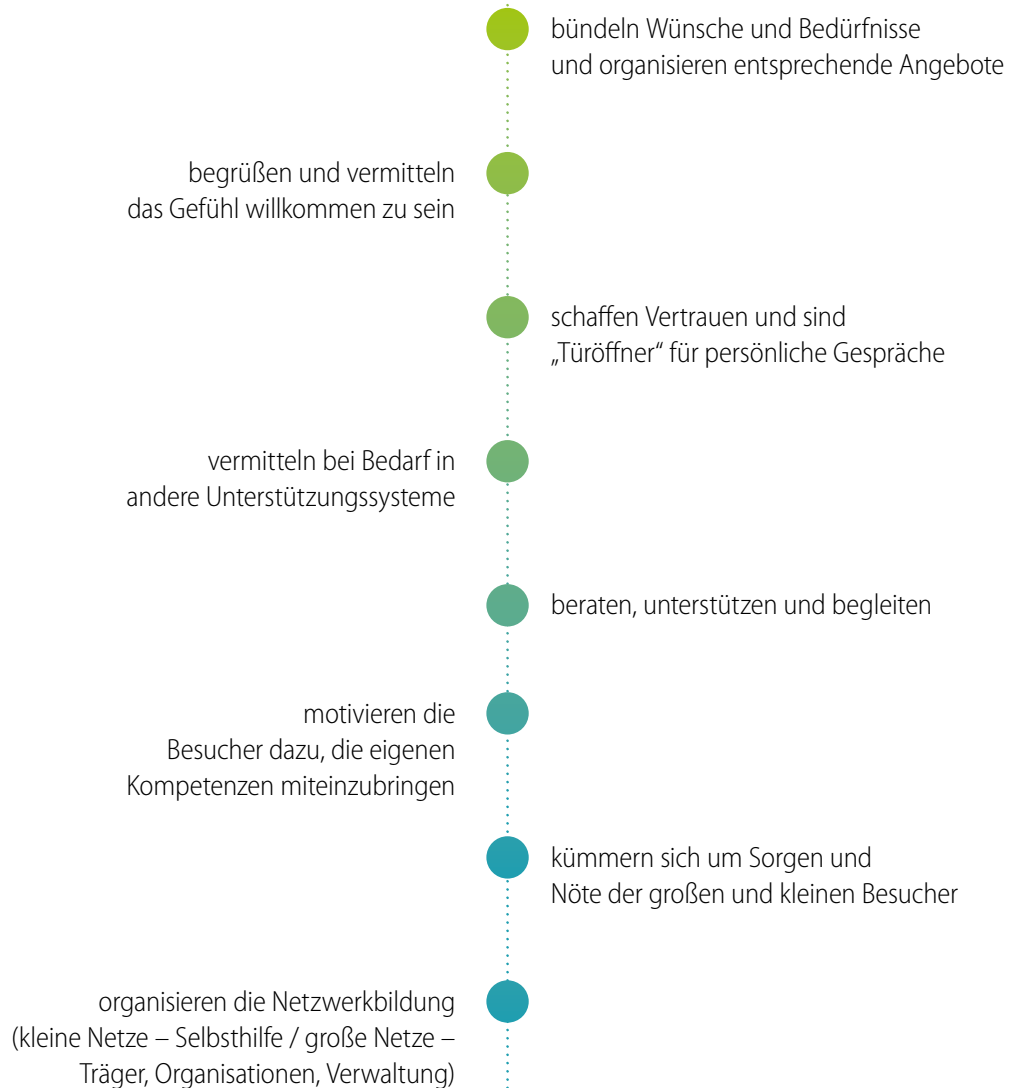 bündeln Wünsche und Bedürfnisse
und organisieren entsprechende Angebote
begrüßen und vermitteln
das Gefühl willkommen zu sein
schaffen Vertrauen und sind
„Türöffner“ für persönliche Gespräche
vermitteln bei Bedarf in
andere Unterstützungssysteme
beraten, unterstützen und begleiten
motivieren die
Besucher dazu, die eigenen
Kompetenzen miteinzubringen
kümmern sich um Sorgen und
Nöte der großen und kleinen Besucher
organisieren die Netzwerkbildung
(kleine Netze – Selbsthilfe / große Netze –
Träger, Organisationen, Verwaltung)